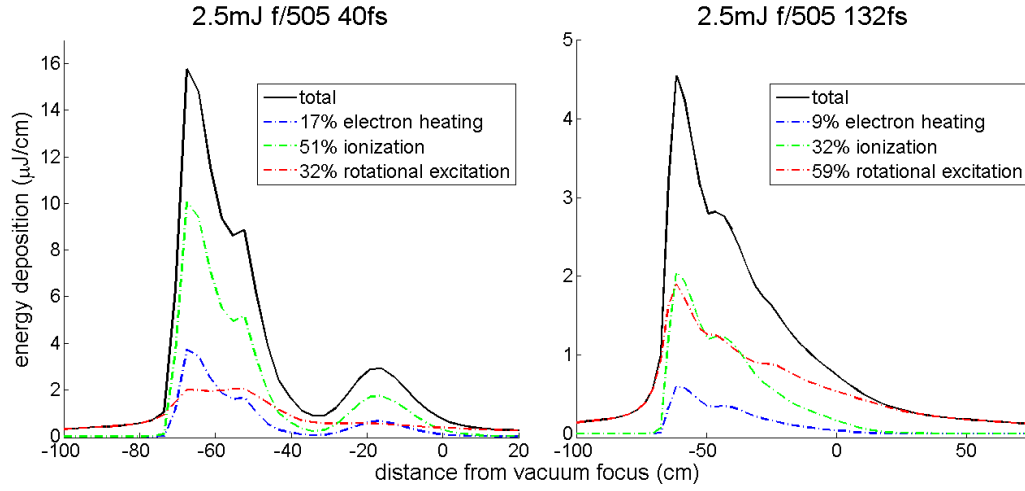 2.5mJ f/505 40fs
energy deposition (μJ/cm)
16
14
12
10
8
6
4
2
0
-100
-80
-60
-40
-20
0
20
total
17% electron heating
51% ionization
32% rotational excitation
2.5mJ f/505 132fs
5
4
3
2
1
0
-100
-50
0
50
total
9% electron heating
32% ionization
59% rotational excitation
distance from vacuum focus (cm)